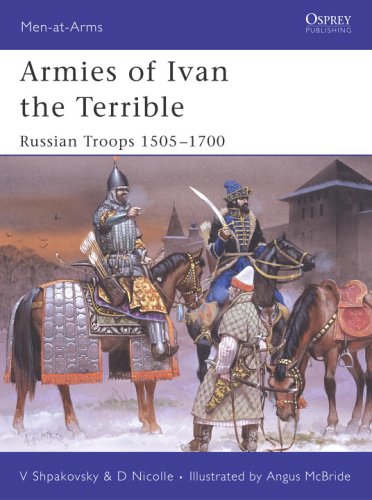 Men-at-Arms
OSPREY
PUBLISHING
Armies of Ivan
the Terrible
Russian Troops 1505–1700
V Shpakovsky & D Nicolle • Illustrated by Angus McBride